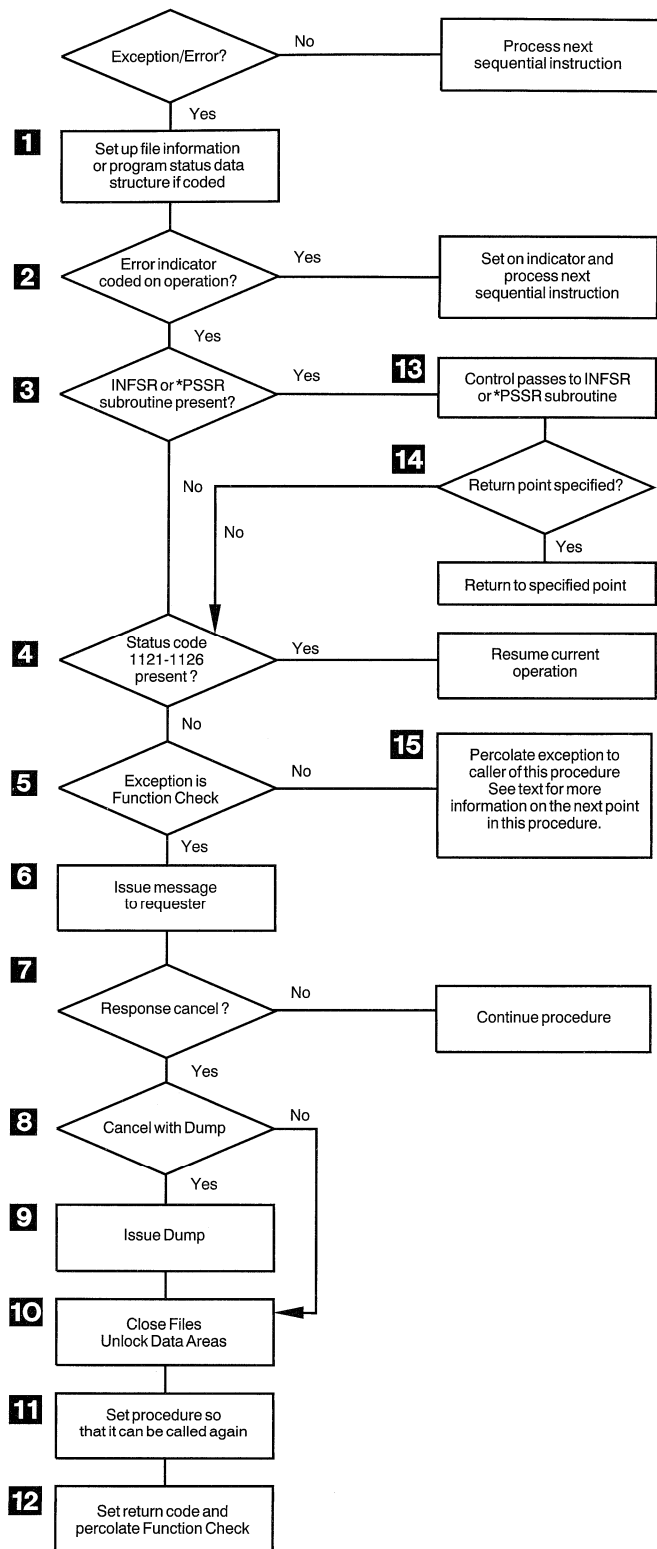 Exception/Error?
No
Process next
sequential instruction
Yes
1
Set up file information
or program status data
structure if coded
2
Error indicator
coded on operation?
Yes
Set on indicator and
process next
sequential instruction
Yes
3
INFSR or *PSSR
subroutine present?
Yes
13
Control passes to INFSR
or *PSSR subroutine
14
Return point specified?
No
No
Yes
Return to specified point
4
Status code
1121-1126
present?
Yes
Resume current
operation
No
5
Exception is
Function Check
No
15
Percolate exception to
caller of this procedure
See text for more
information on the next point
in this procedure.
Yes
6
Issue message
to requester
7
Response cancel?
No
Continue procedure
Yes
8
Cancel with Dump
No
Yes
9
Issue Dump
10
Close Files
Unlock Data Areas
11
Set procedure so
that it can be called again
12
Set return code and
percolate Function Check